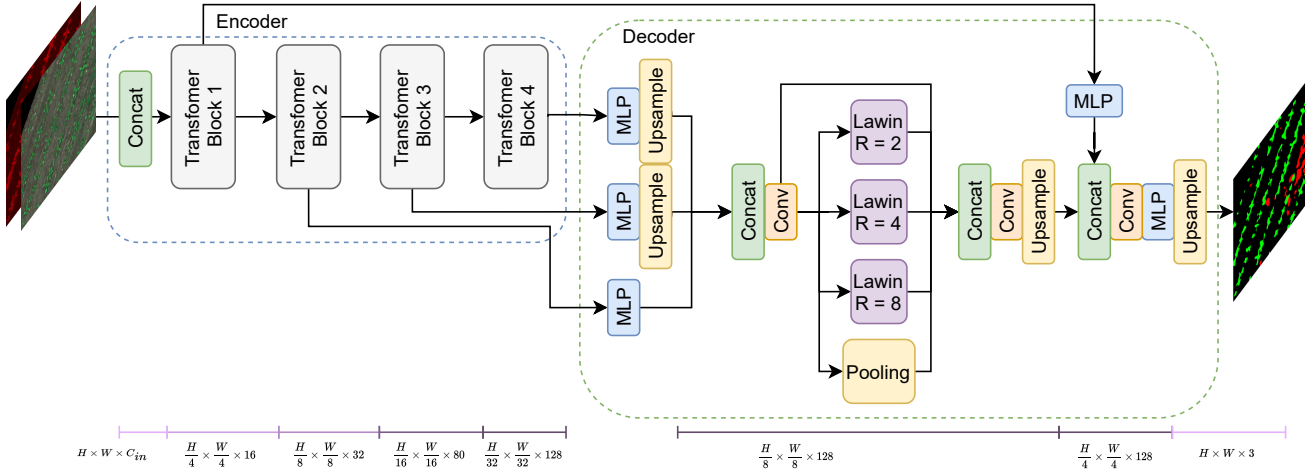 Encoder
Decoder
Concat
Transfomer
Block 1
Transfomer
Block 2
Transfomer
Block 3
Transfomer
Block 4
MLP
Upsample
MLP
Upsample
MLP
Concat
Conv
Lawin
R = 2
Lawin
R = 4
Lawin
R = 8
Pooling
Concat
Conv
Upsample
MLP
Concat
Conv
MLP
Upsample
H × W × C_in
H/4 × W/4 × 16
H/8 × W/8 × 32
H/16 × W/16 × 80
H/32 × W/32 × 128
H/8 × W/8 × 128
H/4 × W/4 × 128
H × W × 3